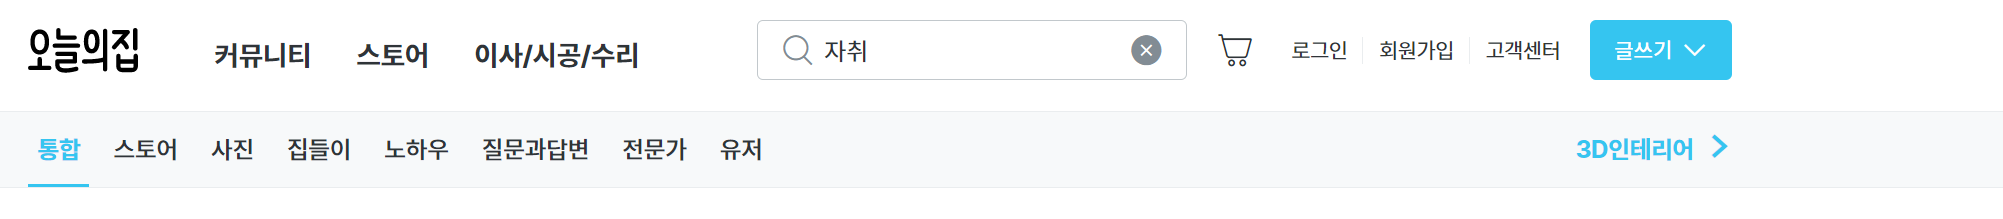 오늘의집 커뮤니티 스토어 이사/시공/수리 자취 로그인 회원가입 고객센터 글쓰기
통합 스토어 사진 집들이 노하우 질문과답변 전문가 유저 3D인테리어